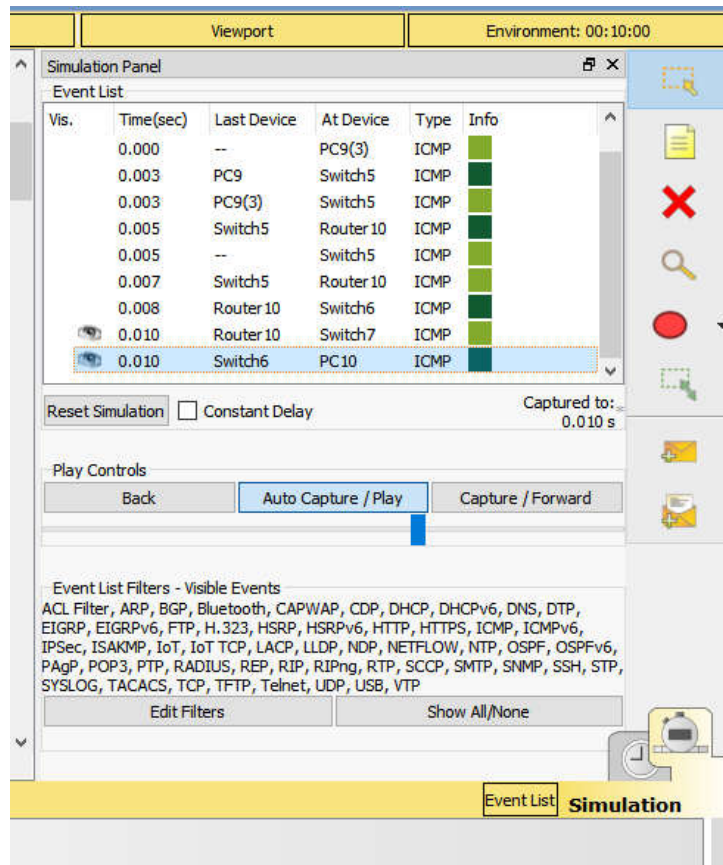 Viewport Environment: 00:10:00
Simulation Panel
Event List
Vis. Time(sec) Last Device At Device Type Info
0.000 -- PC9(3) ICMP
0.003 PC9 Switch5 ICMP
0.003 PC9(3) Switch5 ICMP
0.005 Switch5 Router10 ICMP
0.005 -- Switch5 ICMP
0.007 Switch5 Router10 ICMP
0.008 Router10 Switch6 ICMP
0.010 Router10 Switch7 ICMP
0.010 Switch6 PC10 ICMP
Reset Simulation Constant Delay Captured to:
0.010 s
Play Controls
Back Auto Capture / Play Capture / Forward
Event List Filters - Visible Events
ACL Filter, ARP, BGP, Bluetooth, CAPWAP, CDP, DHCP, DHCPv6, DNS, DTP,
EIGRP, EIGRPv6, FTP, H.323, HSRP, HSRPv6, HTTP, HTTPS, ICMP, ICMPv6,
IPSec, ISAKMP, IoT, IoT TCP, LACP, LLDP, NDP, NETFLOW, NTP, OSPF, OSPFv6,
PAgP, POP3, PTP, RADIUS, REP, RIP, RIPng, RTP, SCCP, SMTP, SNMP, SSH, STP,
SYSLOG, TACACS, TCP, TFTP, Telnet, UDP, USB, VTP
Edit Filters Show All/None
Event List Simulation